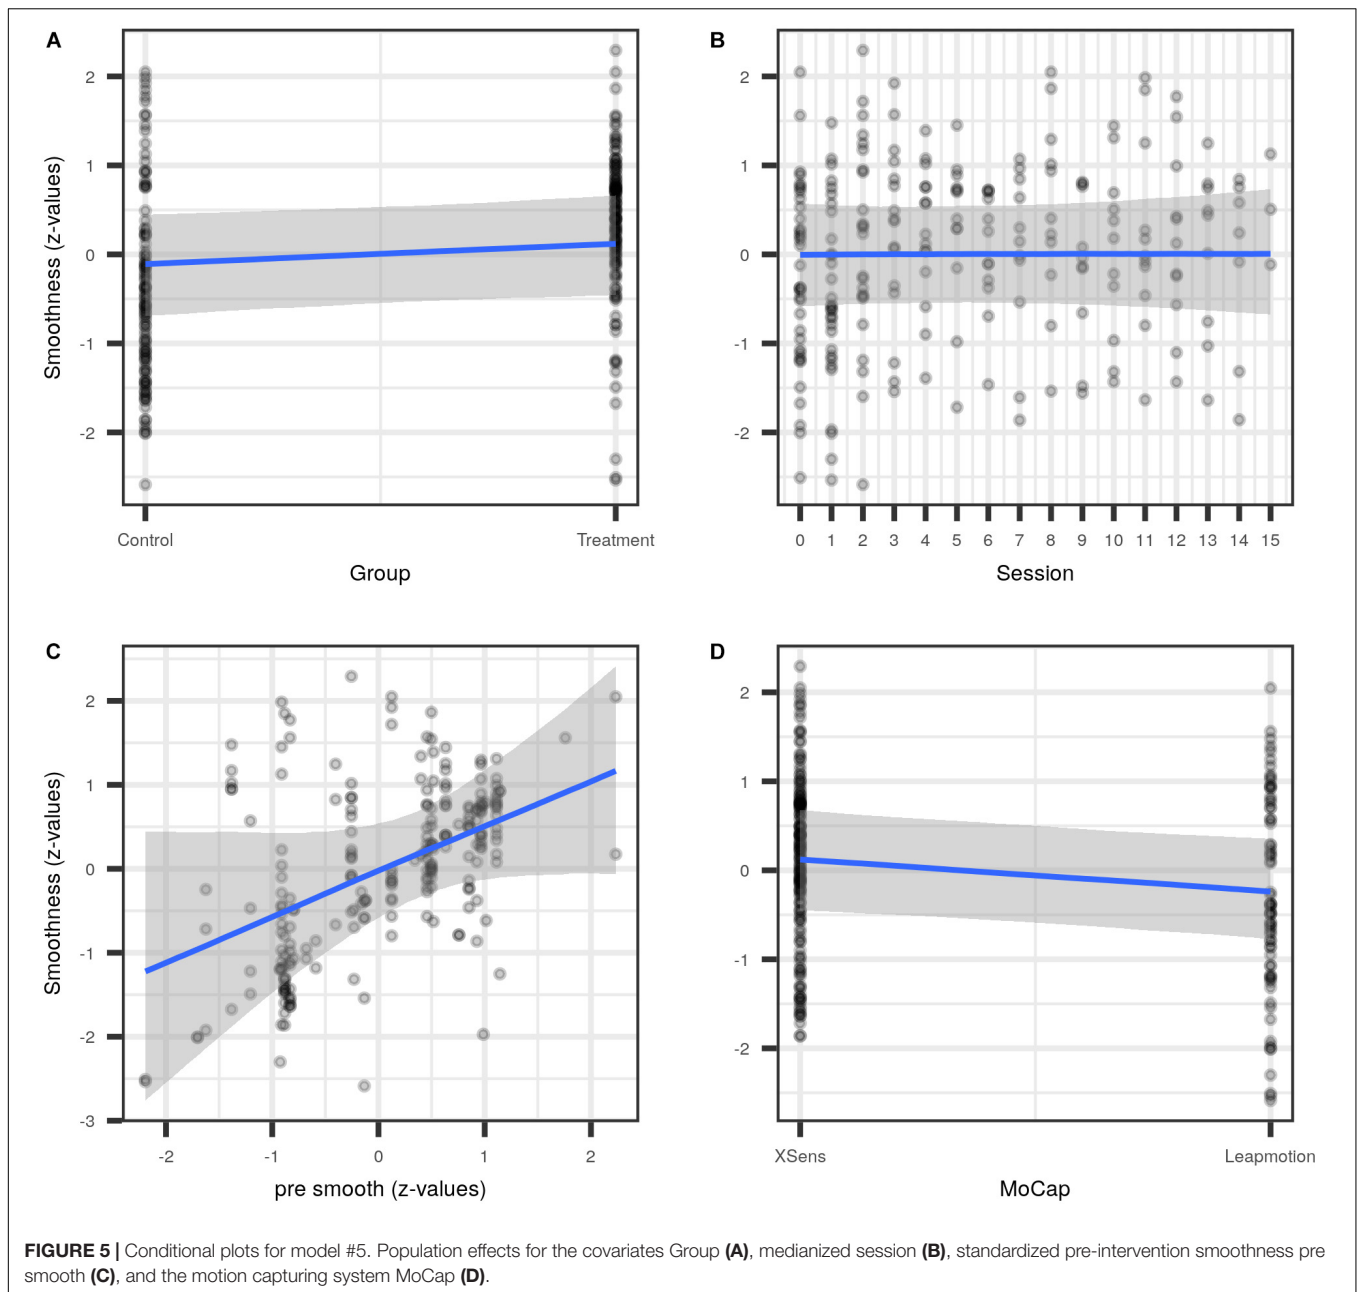 A
2
1
0
-1
-2
Smoothness (z-values)
Control
Treatment
Group
B
2
1
0
-1
-2
0 1 2 3 4 5 6 7 8 9 10 11 12 13 14 15
Session
C
2
1
0
-1
-2
-3
Smoothness (z-values)
-2 -1 0 1 2
pre smooth (z-values)
D
2
1
0
-1
-2
XSens
Leapmotion
MoCap
FIGURE 5 | Conditional plots for model #5. Population effects for the covariates Group (A), medianized session (B), standardized pre-intervention smoothness pre
smooth (C), and the motion capturing system MoCap (D).